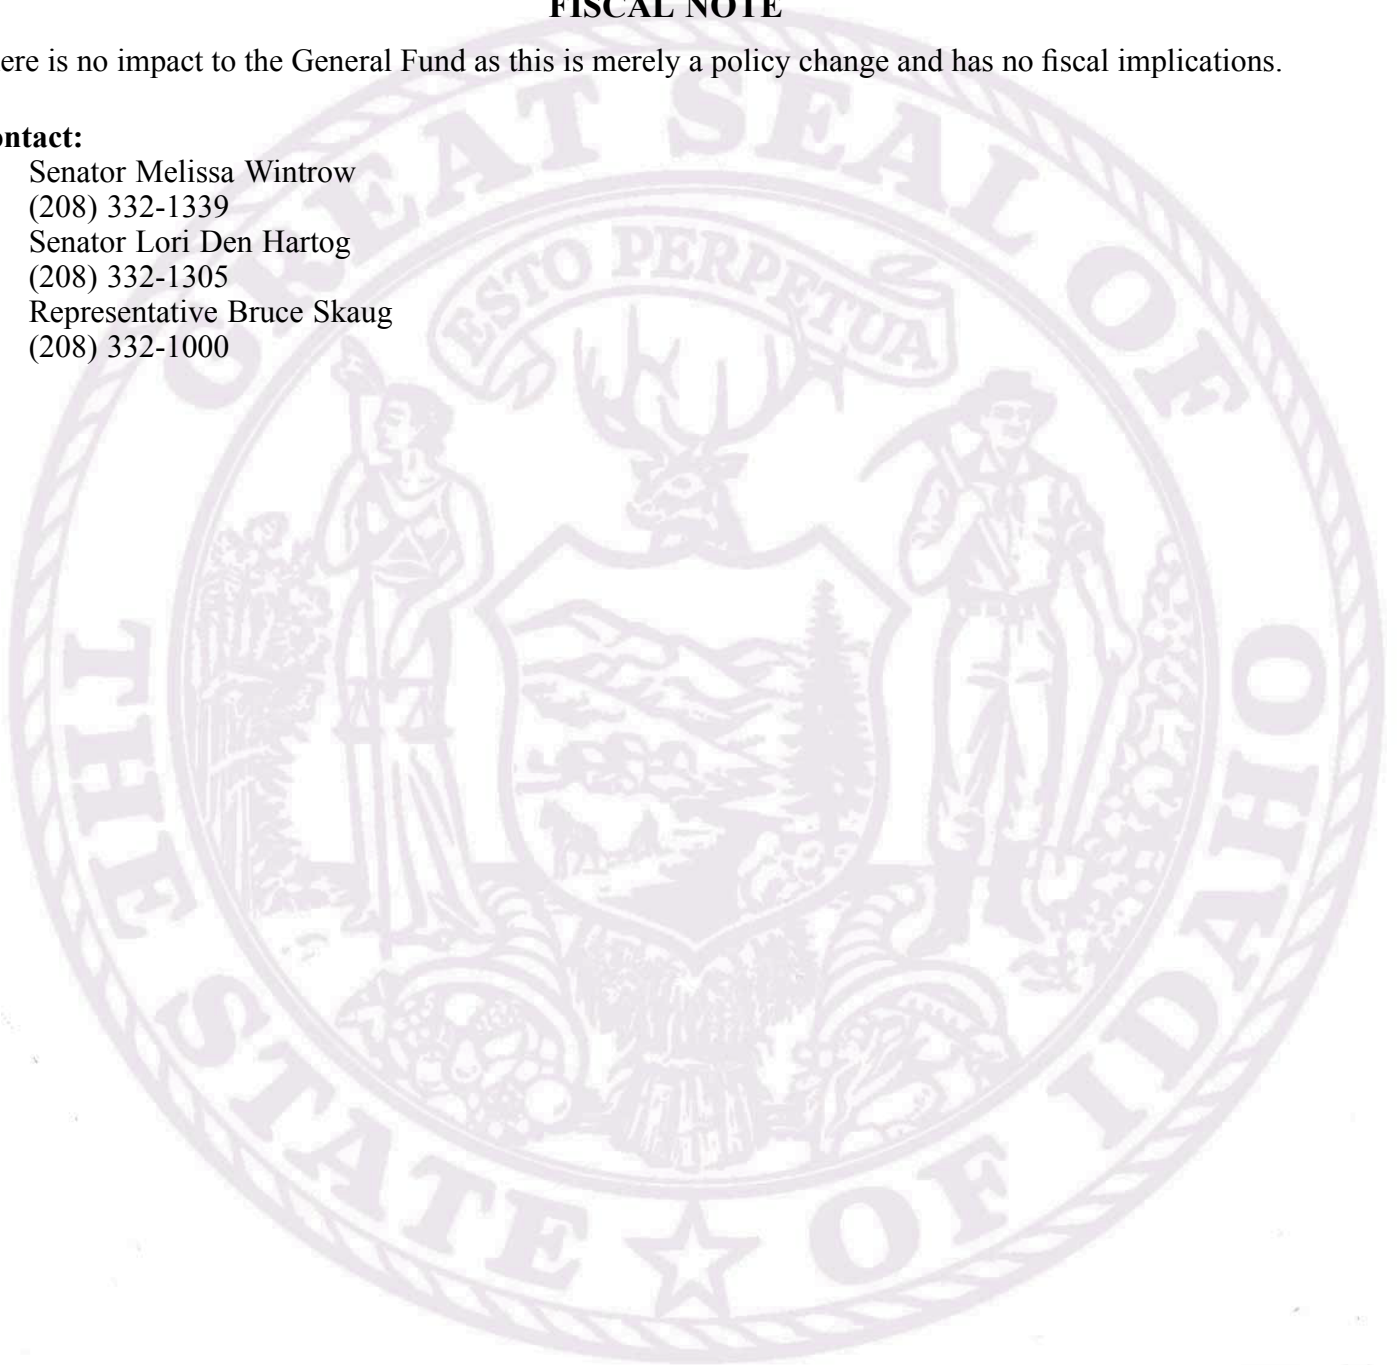 FISCAL NOTE
ere is no impact to the General Fund as this is merely a policy change and has no fiscal implications.
ontact:
Senator Melissa Wintrow
(208) 332-1339
Senator Lori Den Hartog
(208) 332-1305
Representative Bruce Skaug
(208) 332-1000
GREAT SEAL OF
THE STATE OF IDAHO
ESTO PERPETUA